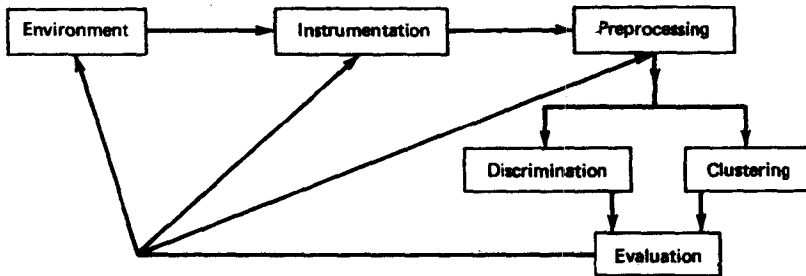 Environment
Instrumentation
Preprocessing
Discrimination
Clustering
Evaluation